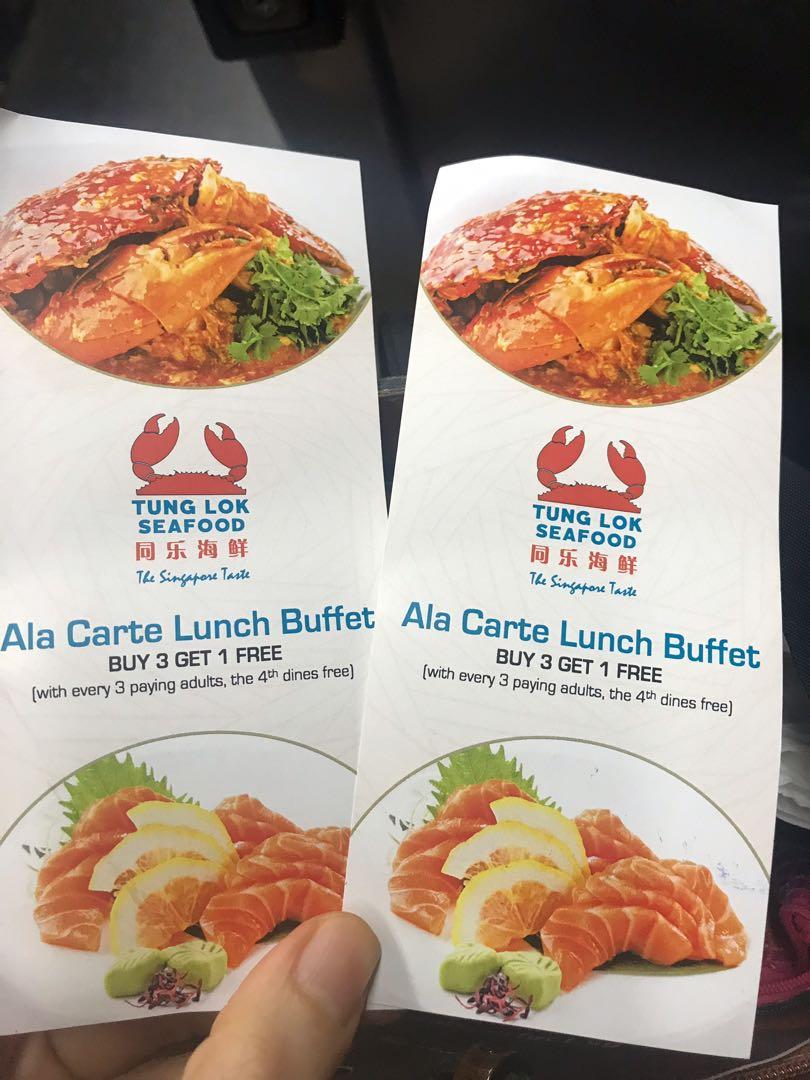 TUNG LOK
SEAFOOD
同乐海鲜
The Singapore Taste
Ala Carte Lunch Buffet
BUY 3 GET 1 FREE
(with every 3 paying adults, the 4th dines free)
TUNG LOK
SEAFOOD
同乐海鲜
The Singapore Taste
Ala Carte Lunch Buffet
BUY 3 GET 1 FREE
(with every 3 paying adults, the 4th dines free)